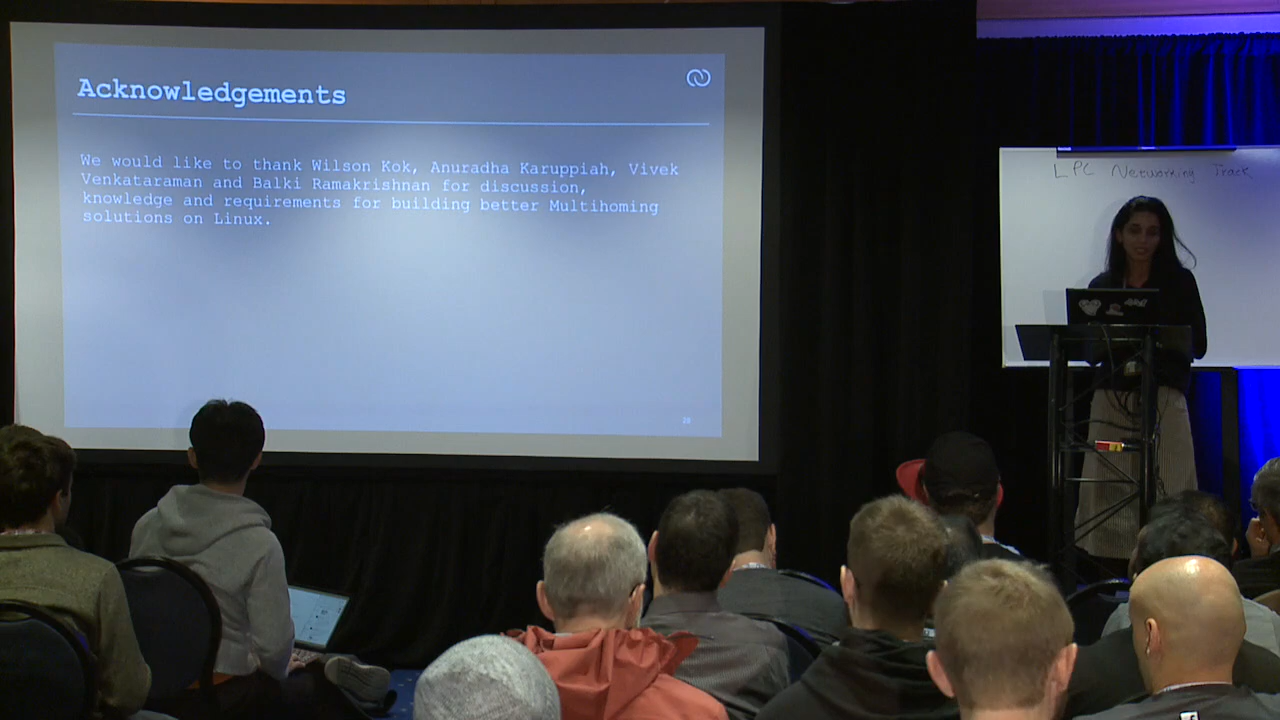 Acknowledgements
We would like to thank Wilson Kok, Anuradha Karuppiah, Vivek
Venkataraman and Balki Ramakrishnan for discussion,
knowledge and requirements for building better Multihoming
solutions on Linux.
28
LPC Networking Track